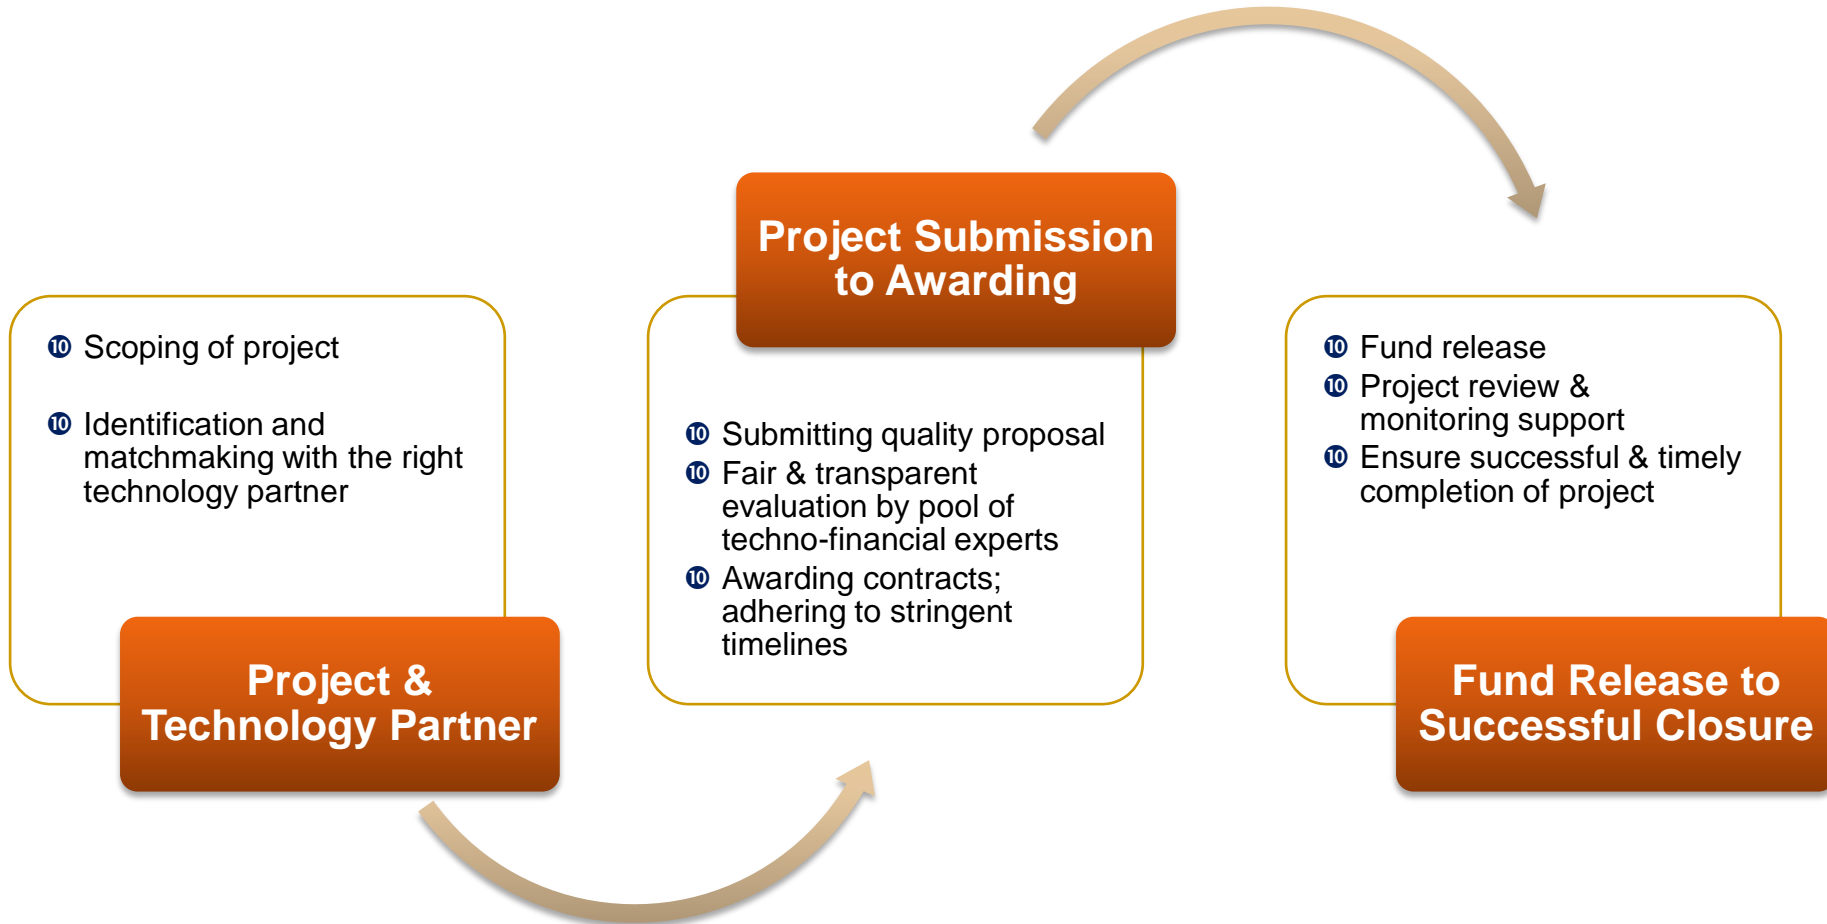 ❿ Scoping of project
❿ Identification and
matchmaking with the right
technology partner
Project &
Technology Partner
Project Submission
to Awarding
❿ Submitting quality proposal
❿ Fair & transparent
evaluation by pool of
techno-financial experts
❿ Awarding contracts;
adhering to stringent
timelines
❿ Fund release
❿ Project review &
monitoring support
❿ Ensure successful & timely
completion of project
Fund Release to
Successful Closure